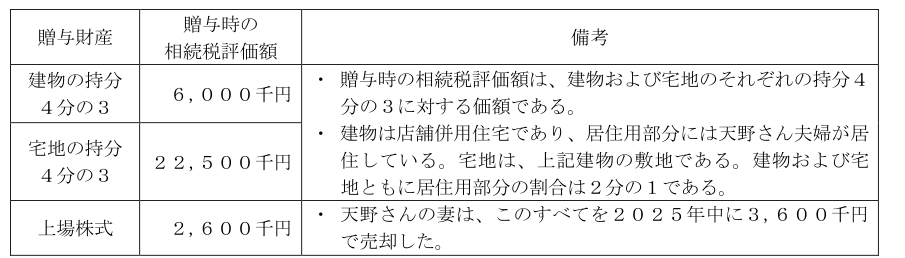 贈与財産
贈与時の
相続税評価額
備考
建物の持分
４分の３
６,０００千円
・ 贈与時の相続税評価額は、建物および宅地のそれぞれの持分４
分の３に対する価額である。
・ 建物は店舗併用住宅であり、居住用部分には天野さん夫婦が居
住している。宅地は、上記建物の敷地である。建物および宅
地ともに居住用部分の割合は２分の１である。
宅地の持分
４分の３
２２,５００千円
上場株式
２,６００千円
・ 天野さんの妻は、このすべてを２０２５年中に３,６００千円
で売却した。